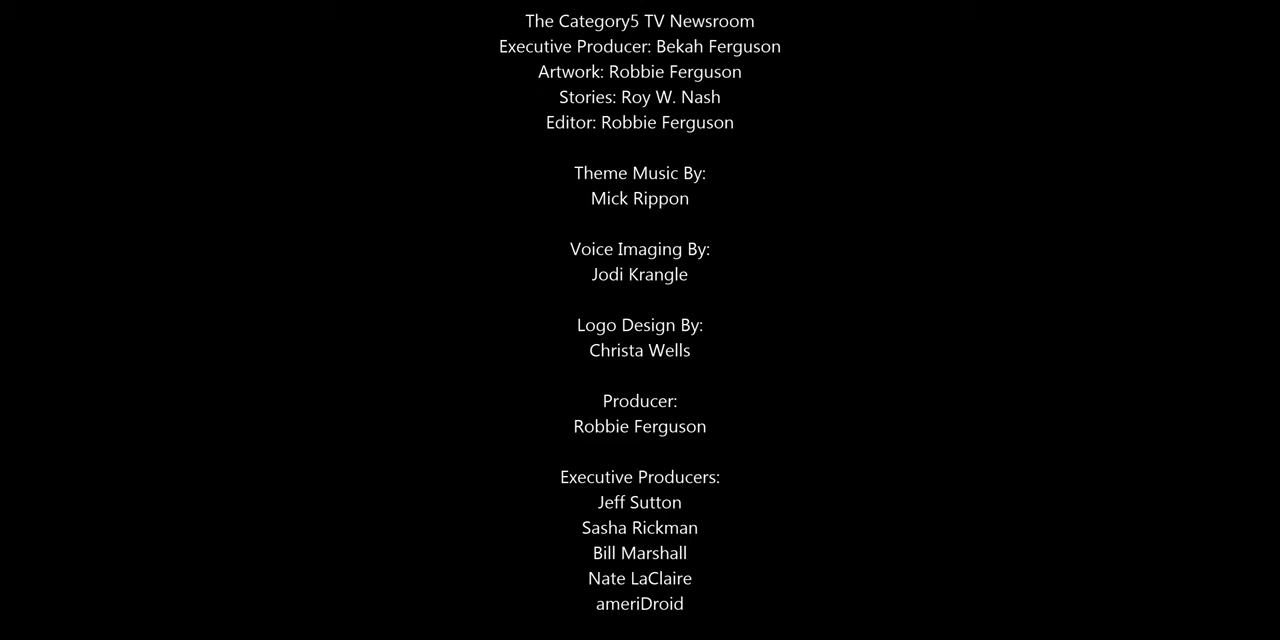 The Category5 TV Newsroom
Executive Producer: Bekah Ferguson
Artwork: Robbie Ferguson
Stories: Roy W. Nash
Editor: Robbie Ferguson
Theme Music By:
Mick Rippon
Voice Imaging By:
Jodi Krangle
Logo Design By:
Christa Wells
Producer:
Robbie Ferguson
Executive Producers:
Jeff Sutton
Sasha Rickman
Bill Marshall
Nate LaClaire
ameriDroid